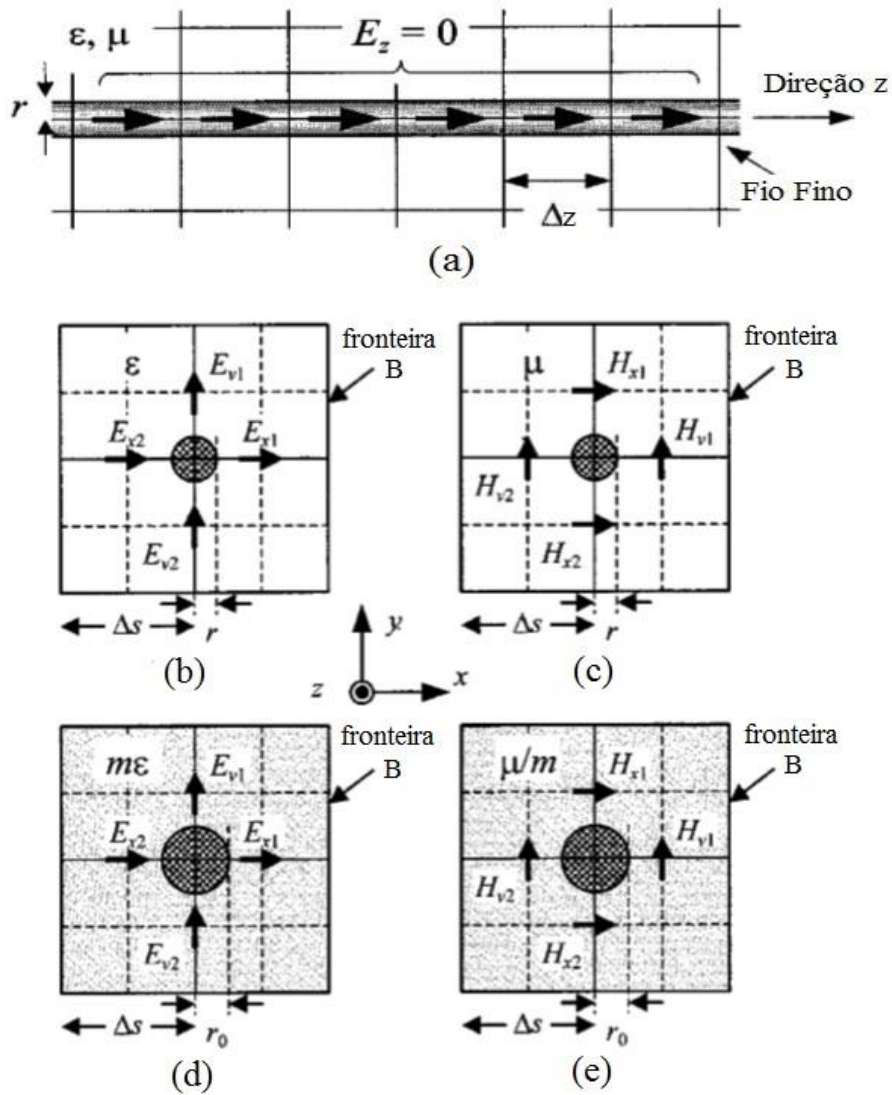 ε, μ
E_z = 0
r
Direção z
Fio Fino
Δz
(a)
ε
E_y1
fronteira
B
E_x2
E_x1
E_y2
Δs
r
(b)
μ
H_x1
fronteira
B
H_y1
H_y2
H_x2
Δs
r
(c)
y
z
x
mε
E_y1
fronteira
B
E_x2
E_x1
E_y2
Δs
r_0
(d)
μ/m
H_x1
fronteira
B
H_y1
H_y2
H_x2
Δs
r_0
(e)